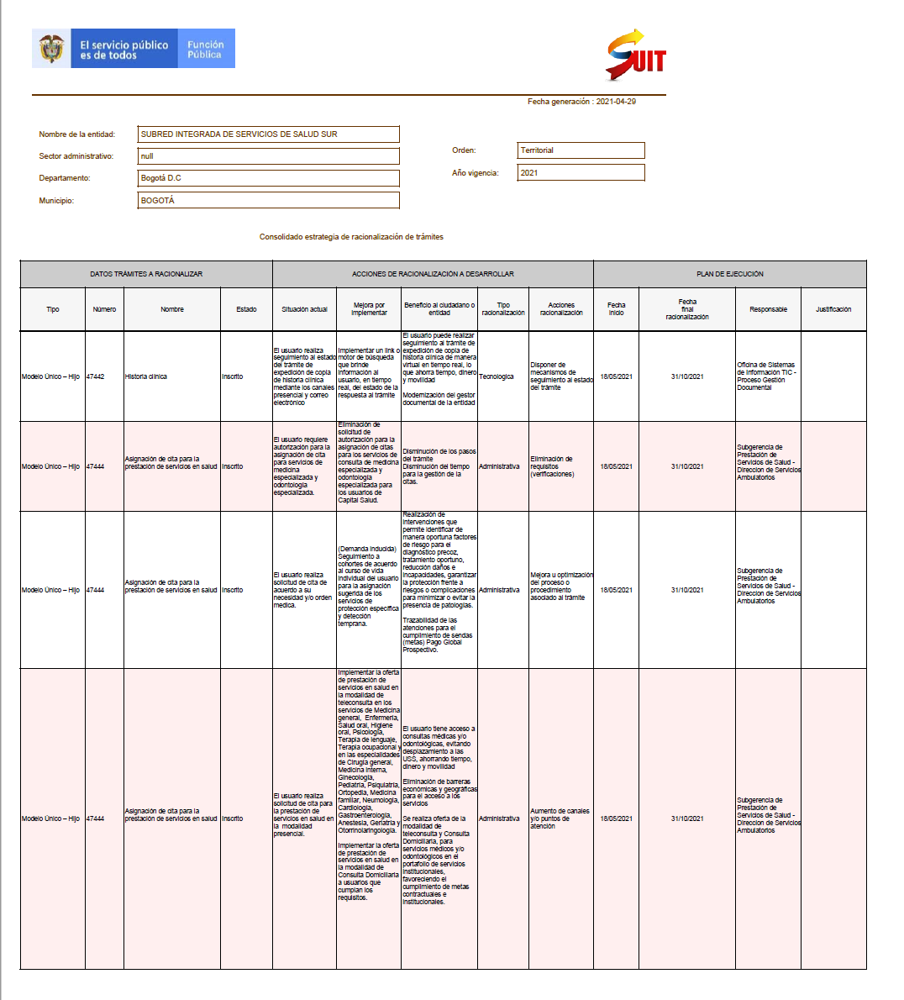 El servicio público
es de todos
Función
Pública
SUIT
Fecha generación : 2021-04-29
Nombre de la entidad:
SUBRED INTEGRADA DE SERVICIOS DE SALUD SUR
Orden:
Territorial
Sector administrativo:
null
Año vigencia:
2021
Departamento:
Bogotá D.C
Municipio:
BOGOTÁ
Consolidado estrategia de racionalización de trámites
DATOS TRÁMITES A RACIONALIZAR
ACCIONES DE RACIONALIZACIÓN A DESARROLLAR
PLAN DE EJECUCIÓN
Tipo
Número
Nombre
Estado
Situación actual
Mejora por
implementar
Beneficio al ciudadano o
entidad
Tipo
racionalización
Acciones
racionalización
Fecha
inicio
Fecha
final
racionalización
Responsable
Justificación
Modelo Único – Hijo
47442
Historia clínica
Inscrito
El usuario realiza
seguimiento al estado
del trámite de
expedición de copia
de historia clínica
mediante los canales
presencial y correo
electrónico
Implementar un link o
motor de búsqueda
que brinde
información al
usuario, en tiempo
real, del estado de la
respuesta al trámite
El usuario puede realizar
seguimiento al trámite de
expedición de copia de
historia clínica de manera
virtual en tiempo real, lo
que ahorra tiempo, dinero
y movilidad
Modernización del gestor
documental de la entidad
Tecnologica
Disponer de
mecanismos de
seguimiento al estado
del trámite
18/05/2021
31/10/2021
Oficina de Sistemas
de Información TIC -
Proceso Gestión
Documental
Modelo Único – Hijo
47444
Asignación de cita para la
prestación de servicios en salud
Inscrito
El usuario requiere
autorización para la
asignación de cita
para servicios de
medicina
especializada y
odontología
especializada.
Eliminación de
solicitud de
autorización para la
asignación de citas
para los servicios de
consulta de medicina
especializada y
odontología
especializada para
los usuarios de
Capital Salud.
Disminución de los pasos
del trámite
Disminución del tiempo
para la gestión de la
citas.
Administrativa
Eliminación de
requisitos
(verificaciones)
18/05/2021
31/10/2021
Subgerencia de
Prestación de
Servicios de Salud -
Direccion de Servicios
Ambulatorios
Modelo Único – Hijo
47444
Asignación de cita para la
prestación de servicios en salud
Inscrito
El usuario realiza
solicitud de cita de
acuerdo a su
necesidad y/o orden
medica.
(Demanda Inducida)
Seguimiento a
cohortes de acuerdo
al curso de vida
individual del usuario
para la asignación
sugerida de los
servicios de
protección específica
y detección
temprana.
Realización de
intervenciones que
permite identificar de
manera oportuna factores
de riesgo para el
diagnóstico precoz,
tratamiento oportuno,
reducción daños e
incapacidades, garantizar
la protección frente a
riesgos o complicaciones
para minimizar o evitar la
presencia de patologías.
Trazabilidad de las
atenciones para el
cumplimiento de sendas
(metas) Pago Global
Prospectivo.
Administrativa
Mejora u optimización
del proceso o
procedimiento
asociado al trámite
18/05/2021
31/10/2021
Subgerencia de
Prestación de
Servicios de Salud -
Direccion de Servicios
Ambulatorios
Modelo Único – Hijo
47444
Asignación de cita para la
prestación de servicios en salud
Inscrito
El usuario realiza
solicitud de cita para
la prestación de
servicios en salud en
la  modalidad
presencial.
Implementar la oferta
de prestación de
servicios en salud en
la modalidad de
teleconsulta en los
servicios de Medicina
general,  Enfermería,
Salud oral, Higiene
oral, Psicología,
Terapia de lenguaje,
Terapia ocupacional y
en las especialidades
de Cirugía general,
Medicina interna,
Ginecología,
Pediatría, Psiquiatría,
Ortopedia, Medicina
familiar, Neumología,
Cardiología,
Gastroenterología,
Anestesia, Geriatría y
Otorrinolaringología.
Implementar la oferta
de prestación de
servicios en salud en
la modalidad de
Consulta Domiciliaria
a usuarios que
cumplan los
requisitos.
El usuario tiene acceso a
consultas médicas y/o
odontológicas, evitando
desplazamiento a las
USS, ahorrando tiempo,
dinero y movilidad
Eliminación de barreras
económicas y geográficas
para el acceso a los
servicios
Se realiza oferta de la
modalidad de
teleconsulta y Consulta
Domiciliaria, para
servicios médicos y/o
odontológicos en el
portafolio de servicios
institucionales,
favoreciendo el
cumplimiento de metas
contractuales e
institucionales.
Administrativa
Aumento de canales
y/o puntos de
atención
18/05/2021
31/10/2021
Subgerencia de
Prestación de
Servicios de Salud -
Direccion de Servicios
Ambulatorios